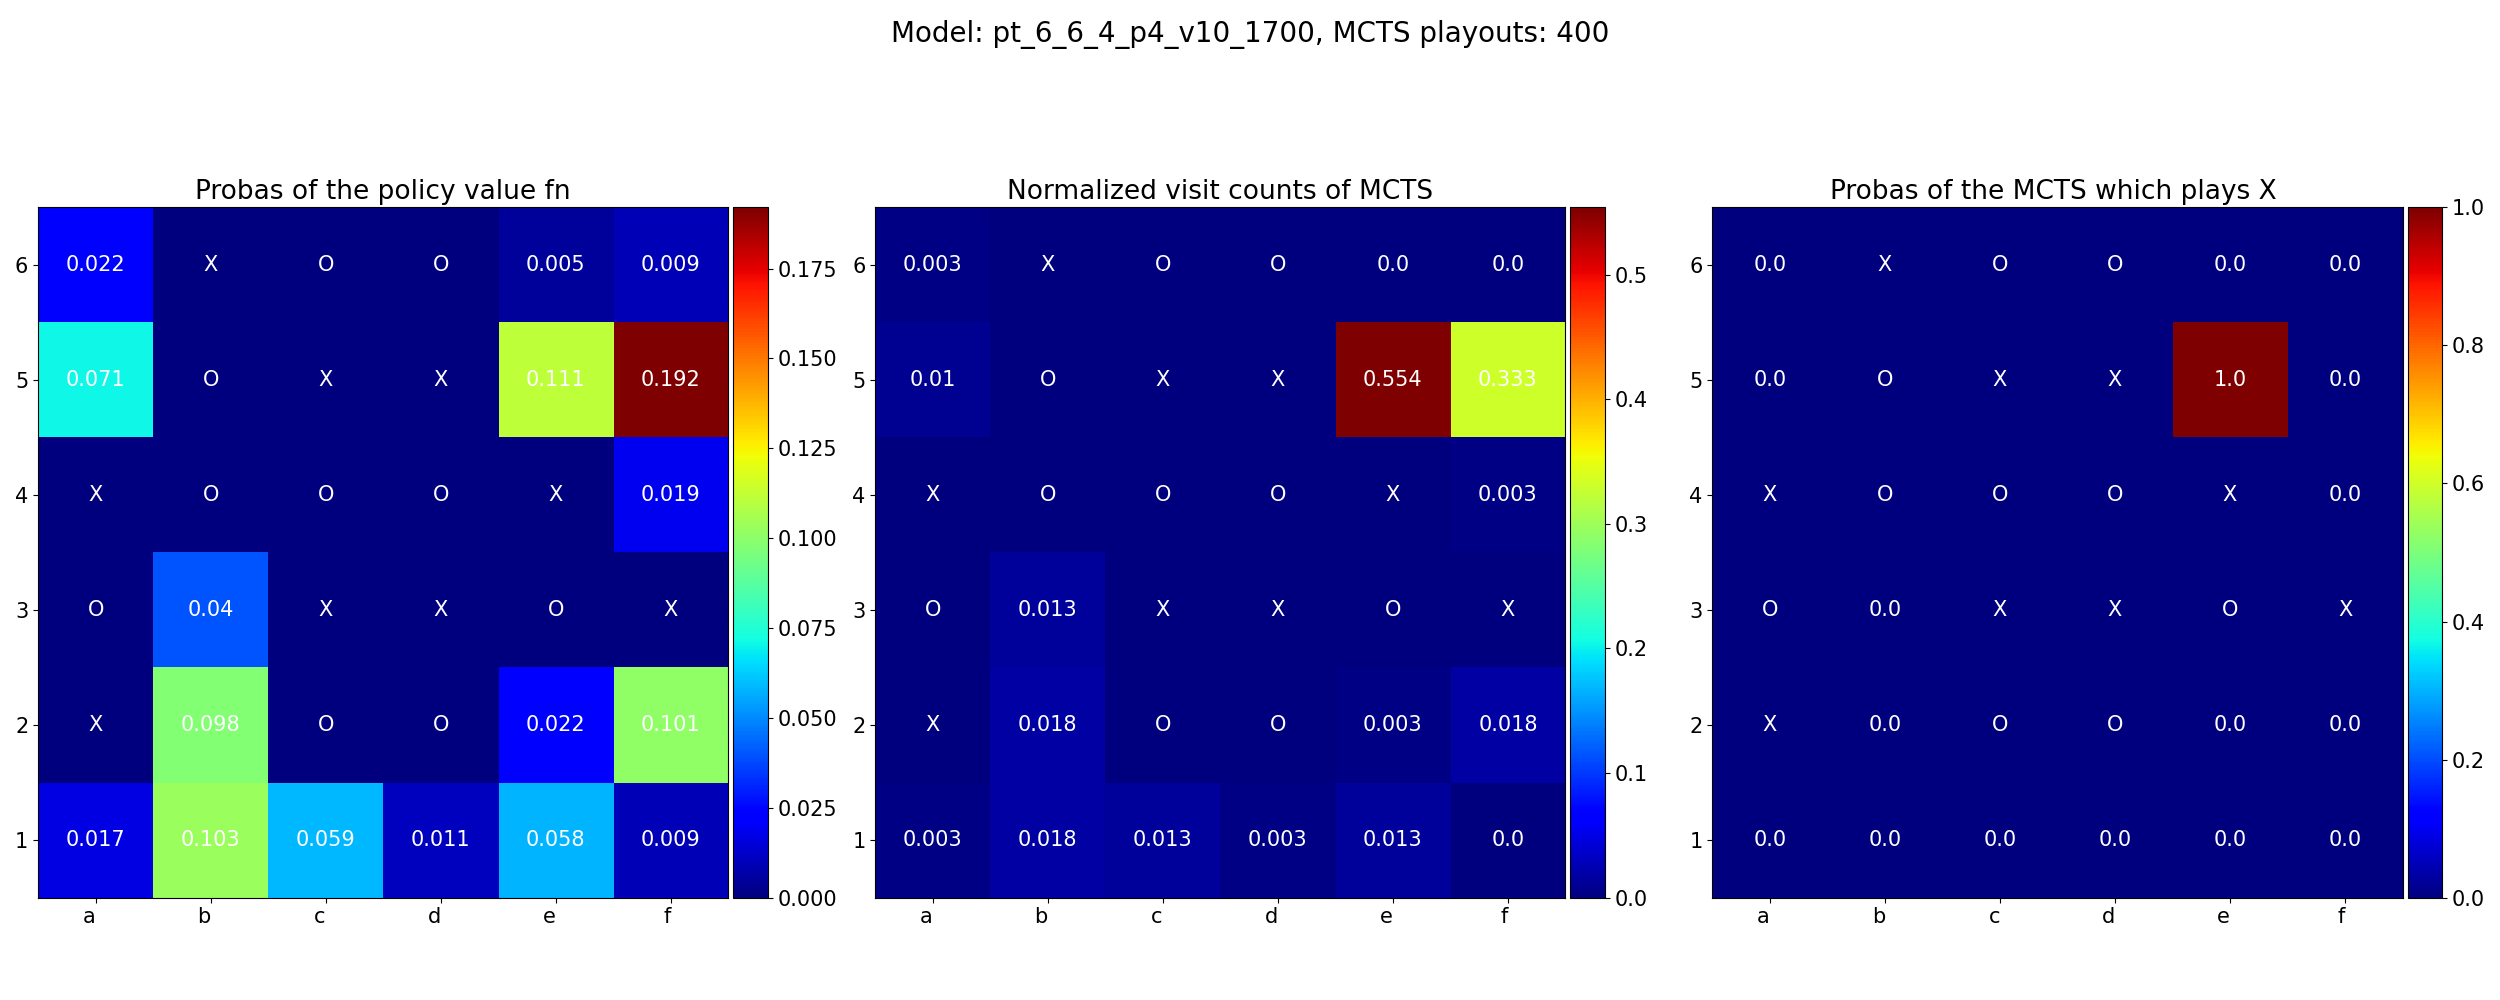 Model: pt_6_6_4_p4_v10_1700, MCTS playouts: 400
Probas of the policy value fn
6 0.022 X O O 0.005 0.009
5 0.071 O X X 0.111 0.192
4 X O O O X 0.019
3 O 0.04 X X O X
2 X 0.098 O O 0.022 0.101
1 0.017 0.103 0.059 0.011 0.058 0.009
a b c d e f
0.175
0.150
0.125
0.100
0.075
0.050
0.025
0.000
Normalized visit counts of MCTS
6 0.003 X O O 0.0 0.0
5 0.01 O X X 0.554 0.333
4 X O O O X 0.003
3 O 0.013 X X O X
2 X 0.018 O O 0.003 0.018
1 0.003 0.018 0.013 0.003 0.013 0.0
a b c d e f
0.5
0.4
0.3
0.2
0.1
0.0
Probas of the MCTS which plays X
6 0.0 X O O 0.0 0.0
5 0.0 O X X 1.0 0.0
4 X O O O X 0.0
3 O 0.0 X X O X
2 X 0.0 O O 0.0 0.0
1 0.0 0.0 0.0 0.0 0.0 0.0
a b c d e f
1.0
0.8
0.6
0.4
0.2
0.0